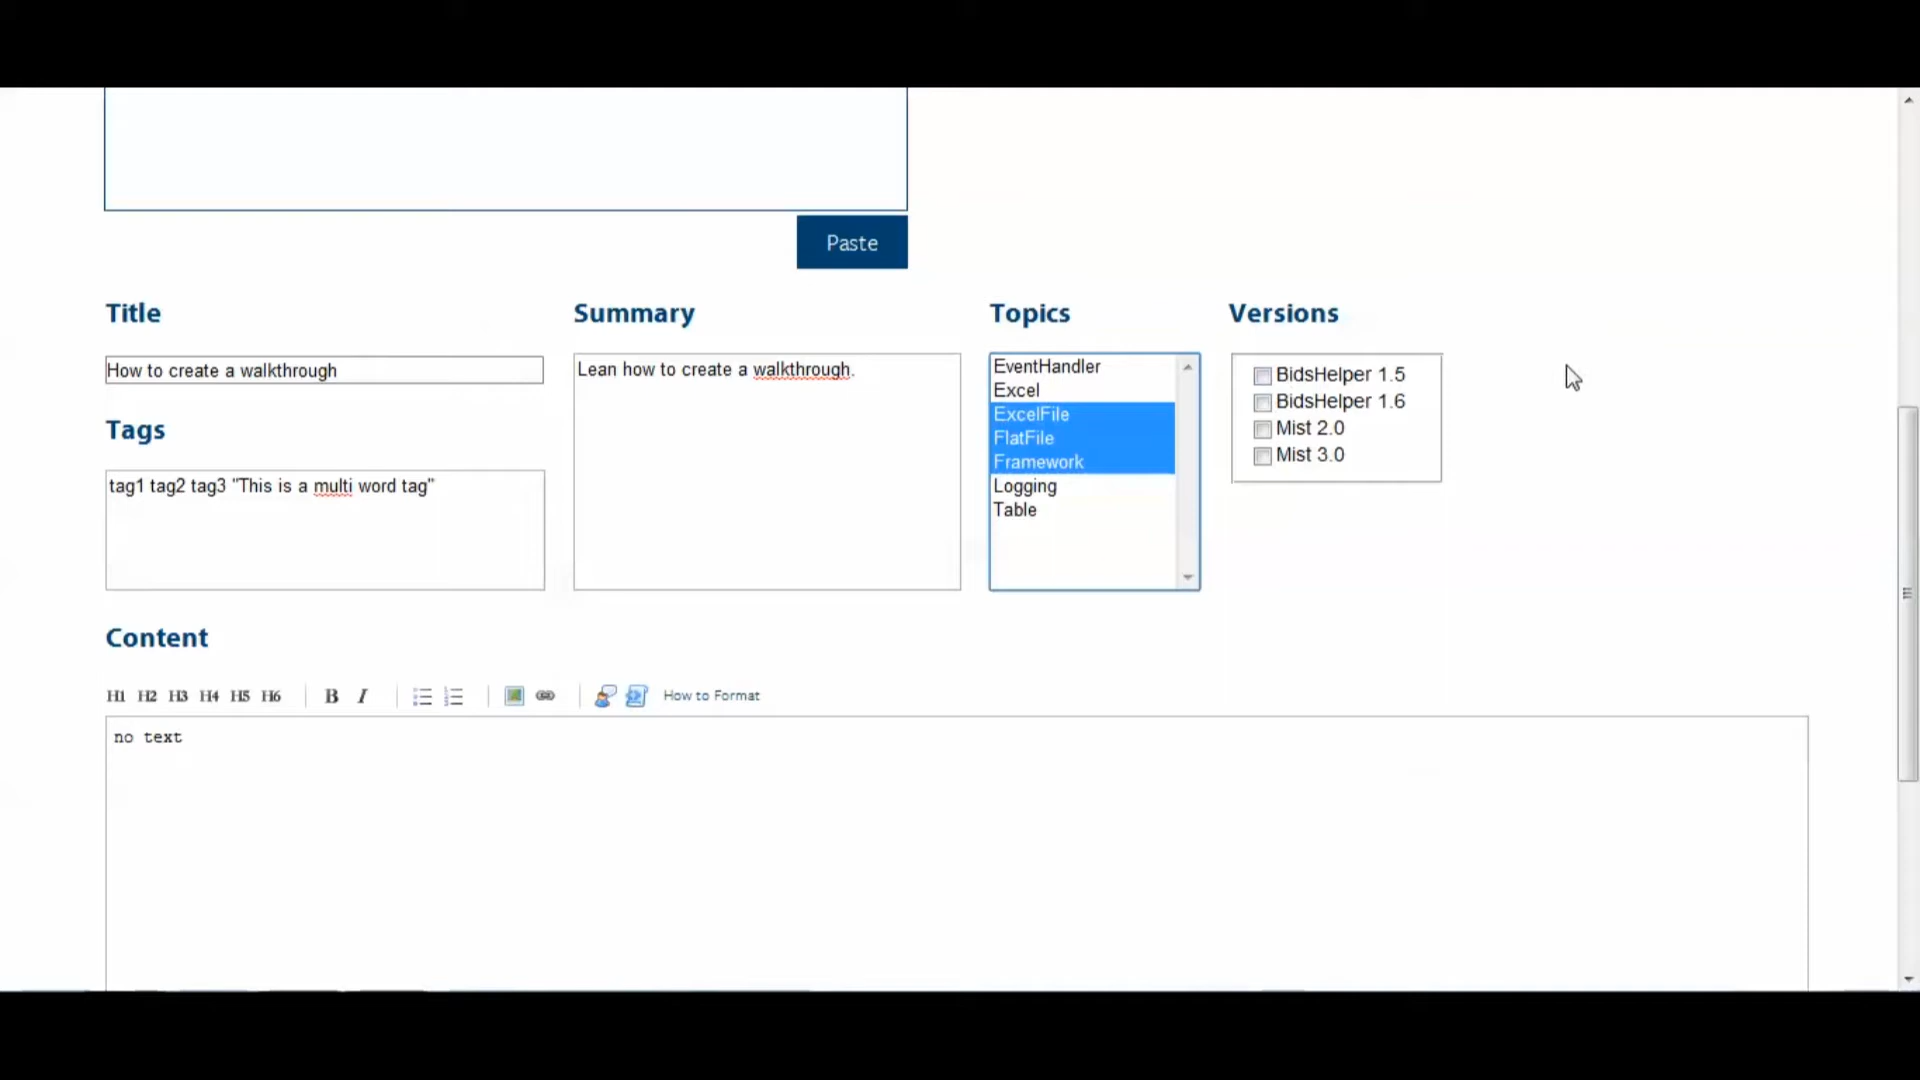 Paste
Title
Summary
Topics
Versions
How to create a walkthrough
Lean how to create a walkthrough.
EventHandler
Excel
ExcelFile
FlatFile
Framework
Logging
Table
BidsHelper 1.5
BidsHelper 1.6
Mist 2.0
Mist 3.0
Tags
tag1 tag2 tag3 "This is a multi word tag"
Content
H1 H2 H3 H4 H5 H6 B I How to Format
no text